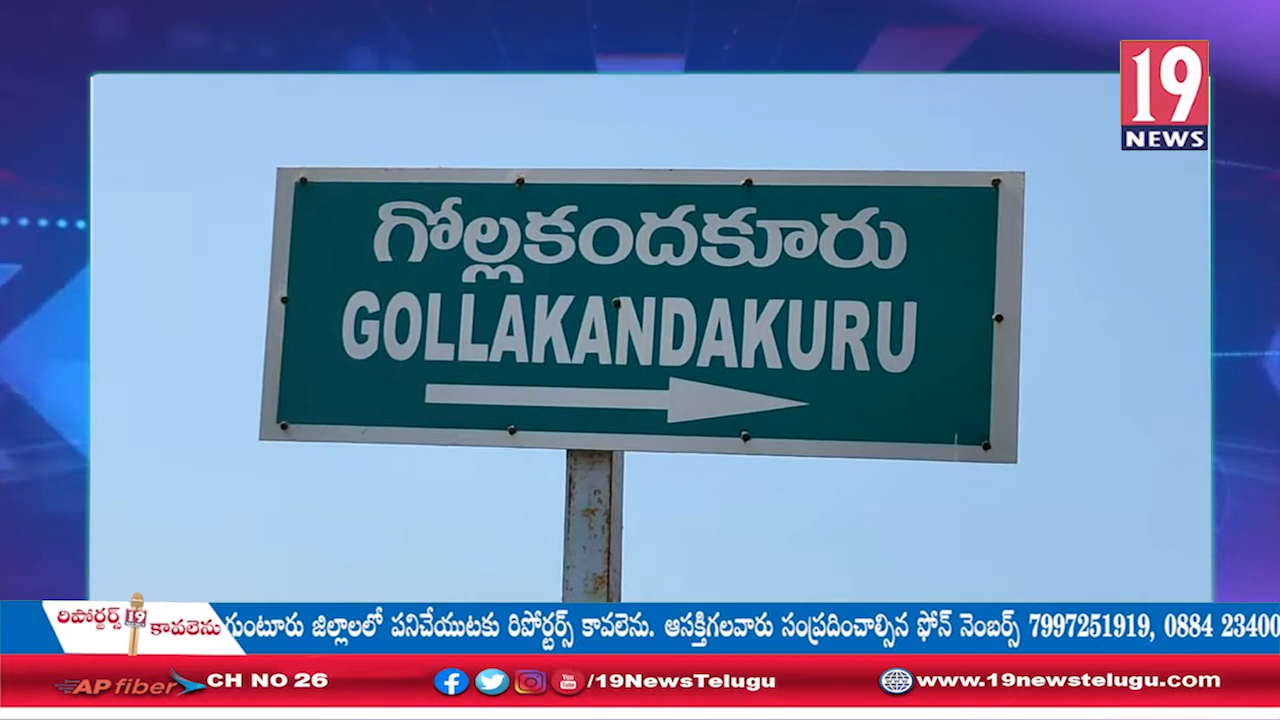 19
NEWS
గోల్లకందకూరు
GOLLAKANDAKURU
రిపోర్టర్స్ 19 కావలెను
గుంటూరు జిల్లాలలో పనిచేయుటకు రిపోర్టర్స్ కావలెను. ఆసక్తిగలవారు సంప్రదించాల్సిన ఫోన్ నెంబర్స్ 7997251919, 0884 23400
AP fiber CH NO 26
/19NewsTelugu
www.19newstelugu.com